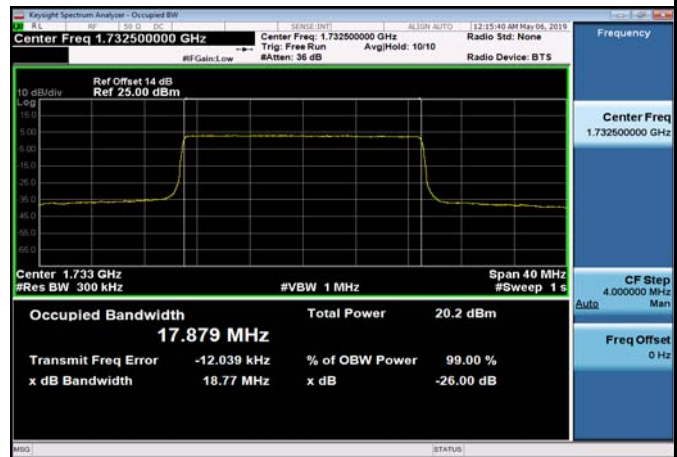 Keysight Spectrum Analyzer - Occupied BW
RL RF 50 Ω DC SENSE:INT ALIGN AUTO 12:15:40 AM May 06, 2019
Center Freq 1.732500000 GHz Center Freq: 1.732500000 GHz Radio Std: None Frequency
Trig: Free Run Avg|Hold: 10/10
#IFGain:Low #Atten: 36 dB Radio Device: BTS
Ref Offset 14 dB
10 dB/div Ref 25.00 dBm
Log
15.0
5.00
-5.00
-15.0
-25.0
-35.0
-45.0
-55.0
-65.0
Center Freq
1.732500000 GHz
Center 1.733 GHz Span 40 MHz
#Res BW 300 kHz #VBW 1 MHz #Sweep 1 s
CF Step
4.000000 MHz
Auto Man
Occupied Bandwidth Total Power 20.2 dBm
17.879 MHz
Transmit Freq Error -12.039 kHz % of OBW Power 99.00 %
x dB Bandwidth 18.77 MHz x dB -26.00 dB
Freq Offset
0 Hz
MSG STATUS